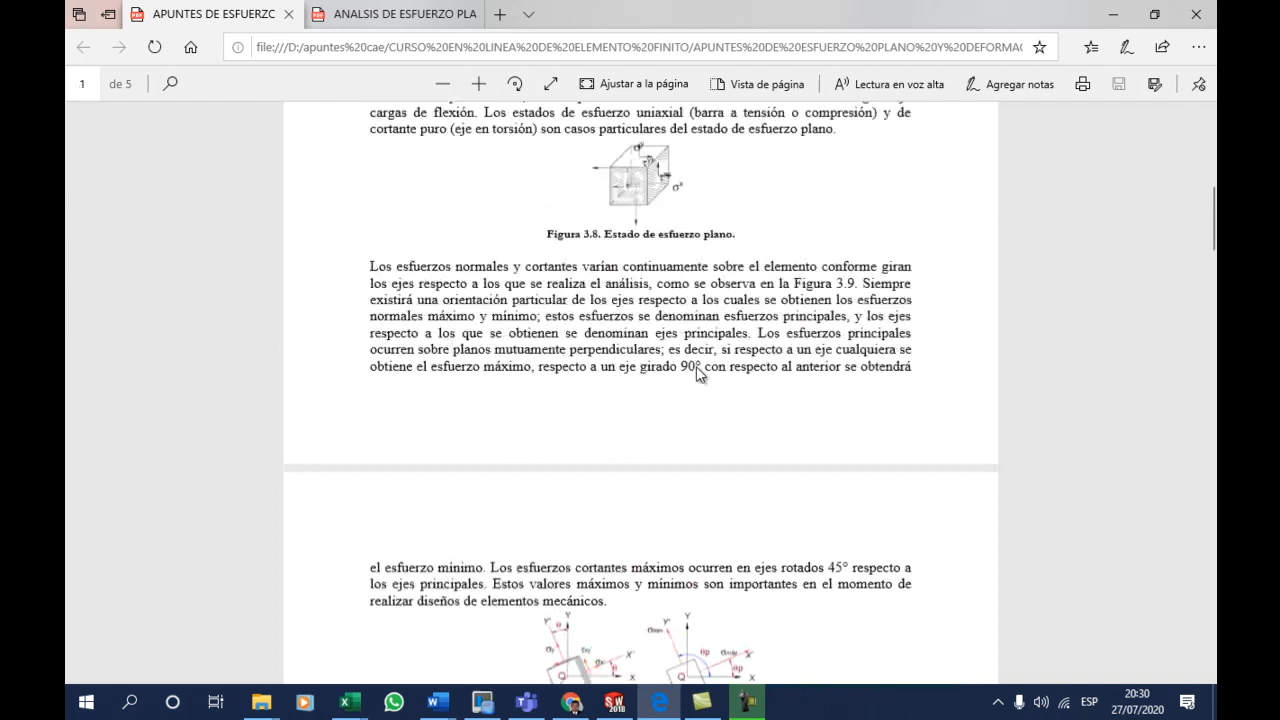 APUNTES DE ESFUERZO
ANALSIS DE ESFUERZO PLA
file:///D:/apuntes%20cae/CURSO%20EN%20LINEA%20DE%20ELEMENTO%20FINITO/APUNTES%20DE%20ESFUERZO%20PLANO%20Y%20DEFORMAC
1 de 5
Ajustar a la página
Vista de página
Lectura en voz alta
Agregar notas
cargas de flexión. Los estados de esfuerzo uniaxial (barra a tensión o compresión) y de
cortante puro (eje en torsión) son casos particulares del estado de esfuerzo plano.
Figura 3.8. Estado de esfuerzo plano.
Los esfuerzos normales y cortantes varían continuamente sobre el elemento conforme giran
los ejes respecto a los que se realiza el análisis, como se observa en la Figura 3.9. Siempre
existirá una orientación particular de los ejes respecto a los cuales se obtienen los esfuerzos
normales máximo y mínimo; estos esfuerzos se denominan esfuerzos principales, y los ejes
respecto a los que se obtienen se denominan ejes principales. Los esfuerzos principales
ocurren sobre planos mutuamente perpendiculares; es decir, si respecto a un eje cualquiera se
obtiene el esfuerzo máximo, respecto a un eje girado 90° con respecto al anterior se obtendrá
el esfuerzo mínimo. Los esfuerzos cortantes máximos ocurren en ejes rotados 45° respecto a
los ejes principales. Estos valores máximos y mínimos son importantes en el momento de
realizar diseños de elementos mecánicos.
Y' θ Y
X'
θ
Q X
Y' Y
θp
X'
θp
Q X
ESP
20:30
27/07/2020